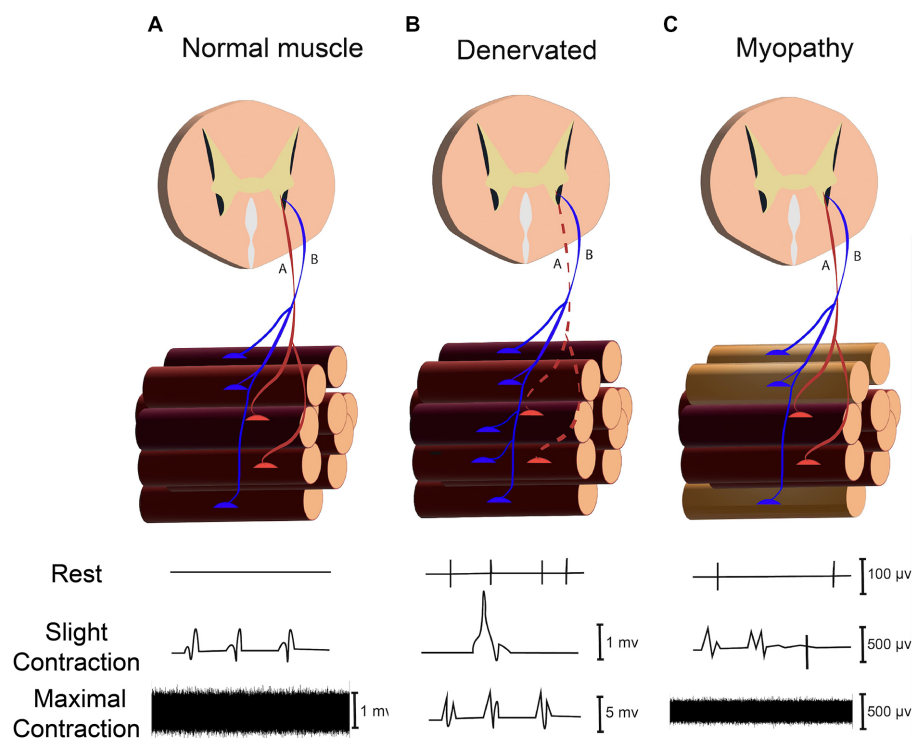 A
Normal muscle
B
Denervated
C
Myopathy
A
B
A
B
A
B
Rest
100 µv
Slight
Contraction
1 mv
500 µv
Maximal
Contraction
1 mv
5 mv
500 µv